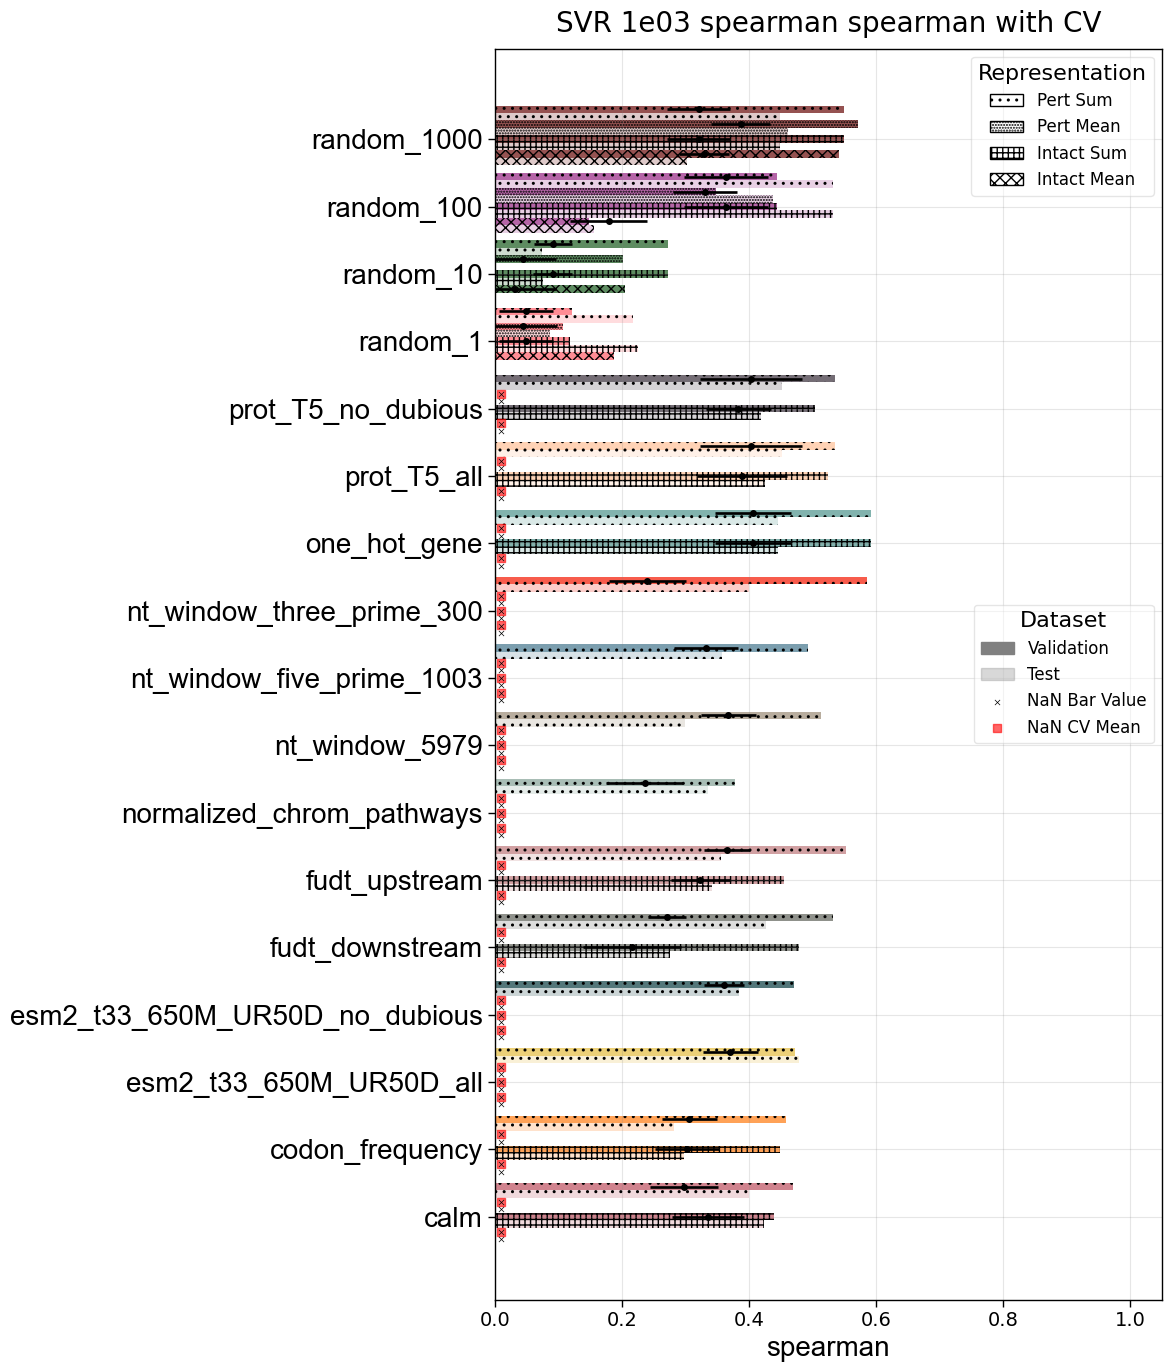 SVR 1e03 spearman spearman with CV
Representation
Pert Sum
Pert Mean
Intact Sum
Intact Mean
random_1000
random_100
random_10
random_1
prot_T5_no_dubious
prot_T5_all
one_hot_gene
nt_window_three_prime_300
nt_window_five_prime_1003
nt_window_5979
normalized_chrom_pathways
fudt_upstream
fudt_downstream
esm2_t33_650M_UR50D_no_dubious
esm2_t33_650M_UR50D_all
codon_frequency
calm
Dataset
Validation
Test
NaN Bar Value
NaN CV Mean
0.0 0.2 0.4 0.6 0.8 1.0
spearman